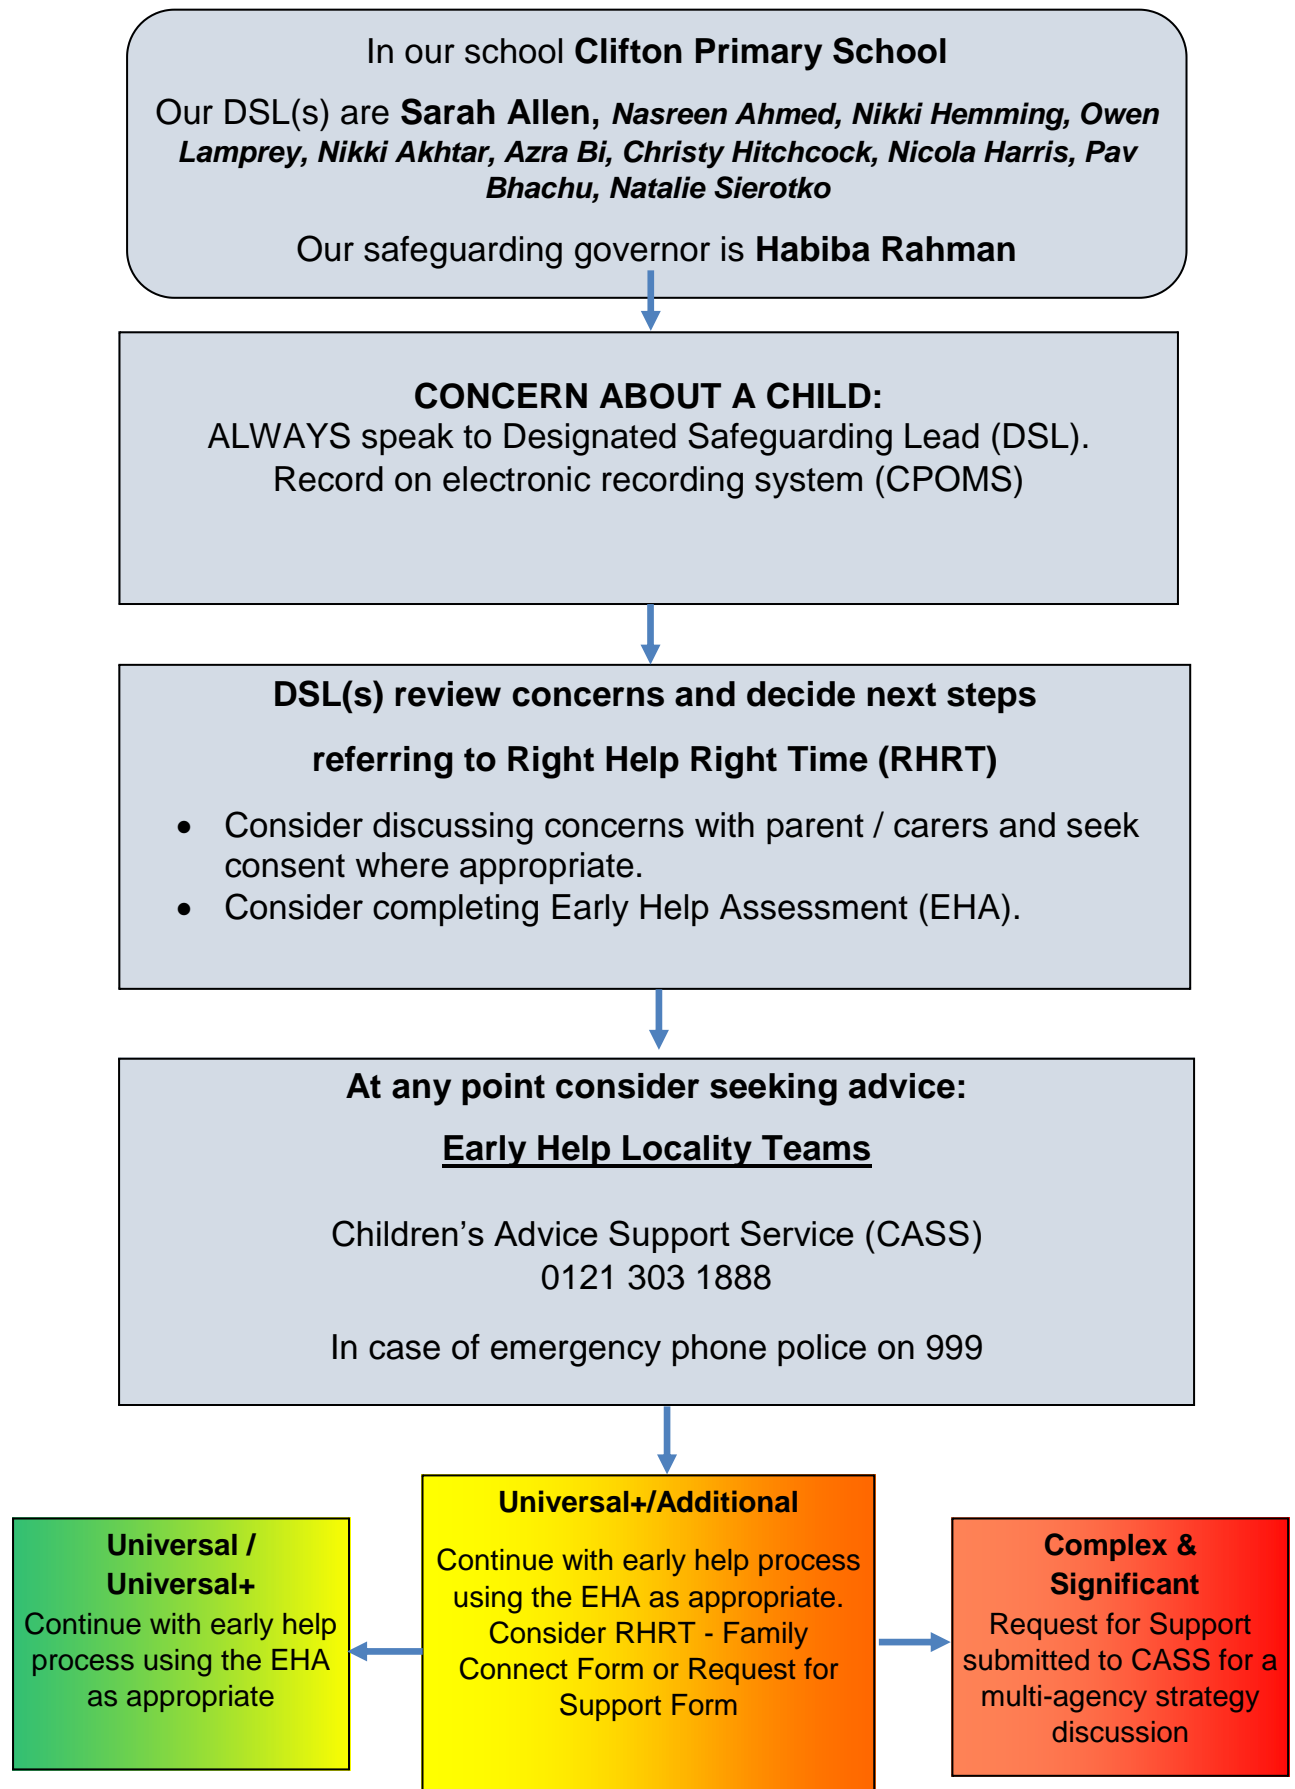 In our school Clifton Primary School
Our DSL(s) are Sarah Allen, Nasreen Ahmed, Nikki Hemming, Owen
Lamprey, Nikki Akhtar, Azra Bi, Christy Hitchcock, Nicola Harris, Pav
Bhachu, Natalie Sierotko
Our safeguarding governor is Habiba Rahman
CONCERN ABOUT A CHILD:
ALWAYS speak to Designated Safeguarding Lead (DSL).
Record on electronic recording system (CPOMS)
DSL(s) review concerns and decide next steps
referring to Right Help Right Time (RHRT)
• Consider discussing concerns with parent / carers and seek
consent where appropriate.
• Consider completing Early Help Assessment (EHA).
At any point consider seeking advice:
Early Help Locality Teams
Children’s Advice Support Service (CASS)
0121 303 1888
In case of emergency phone police on 999
Universal /
Universal+
Continue with early help
process using the EHA
as appropriate
Universal+/Additional
Continue with early help process
using the EHA as appropriate.
Consider RHRT - Family
Connect Form or Request for
Support Form
Complex &
Significant
Request for Support
submitted to CASS for a
multi-agency strategy
discussion